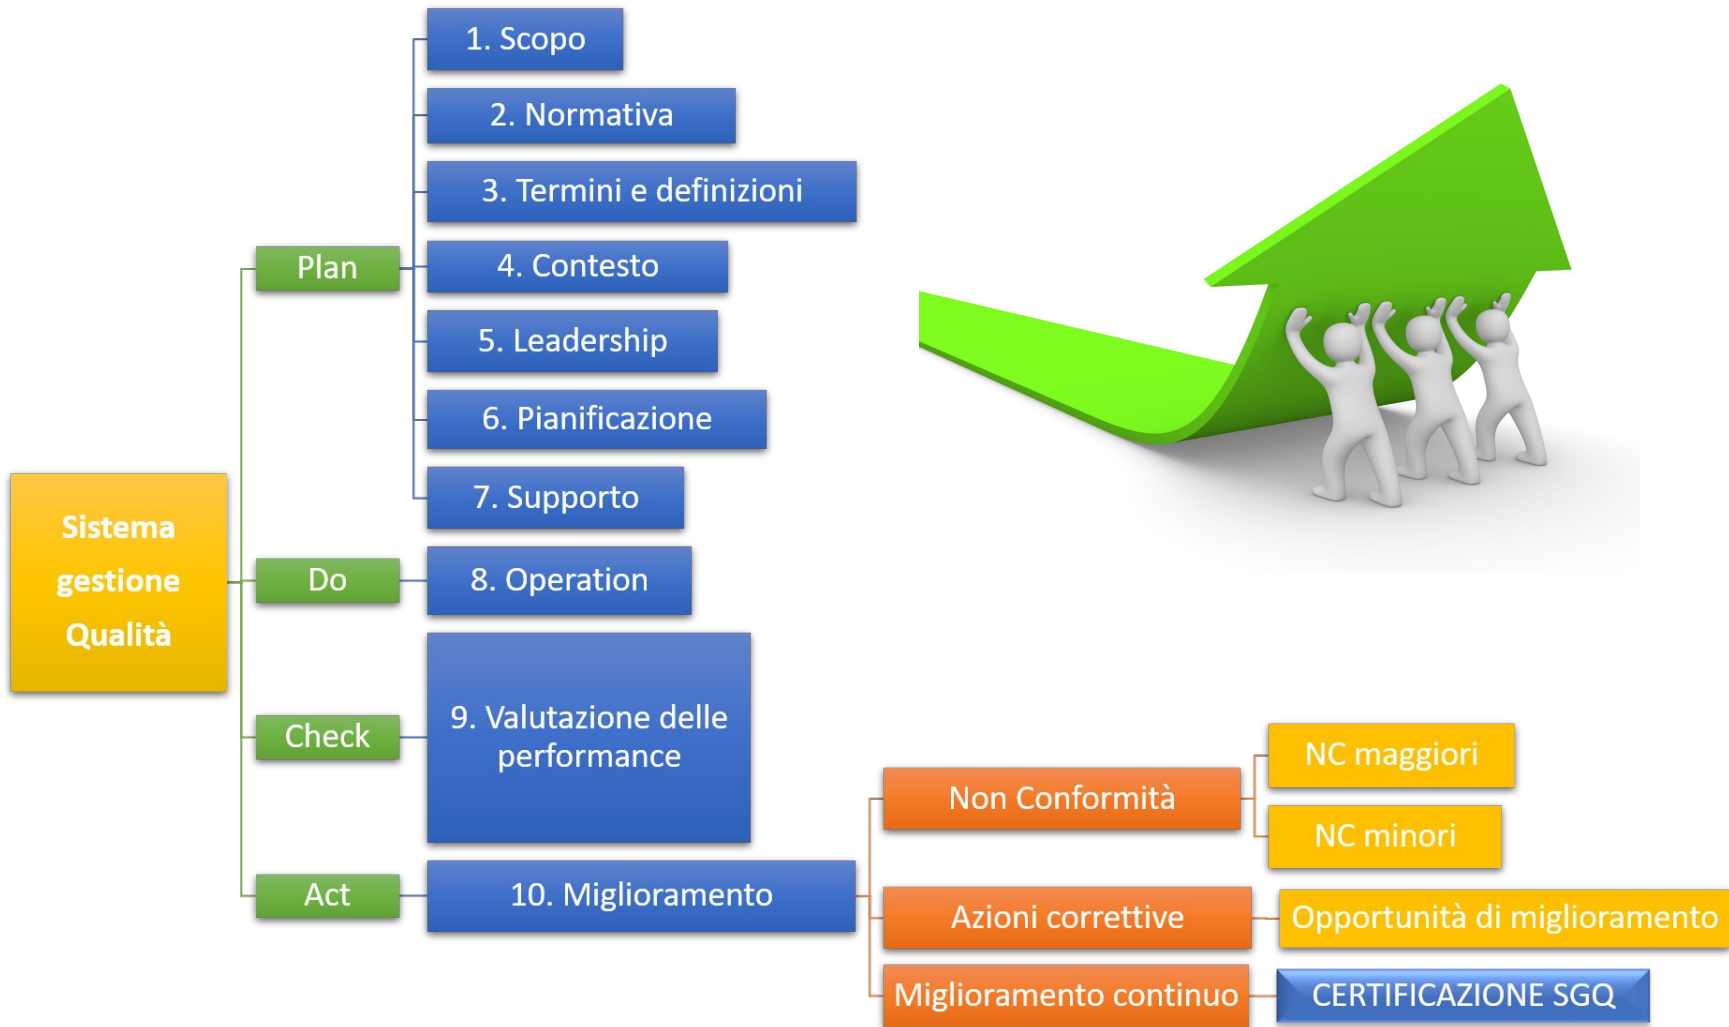 1. Scopo
2. Normativa
3. Termini e definizioni
Plan
4. Contesto
5. Leadership
6. Pianificazione
7. Supporto
Sistema
gestione
Qualità
Do
8. Operation
Check
9. Valutazione delle
performance
Act
10. Miglioramento
Non Conformità
NC maggiori
NC minori
Azioni correttive
Opportunità di miglioramento
Miglioramento continuo
CERTIFICAZIONE SGQ